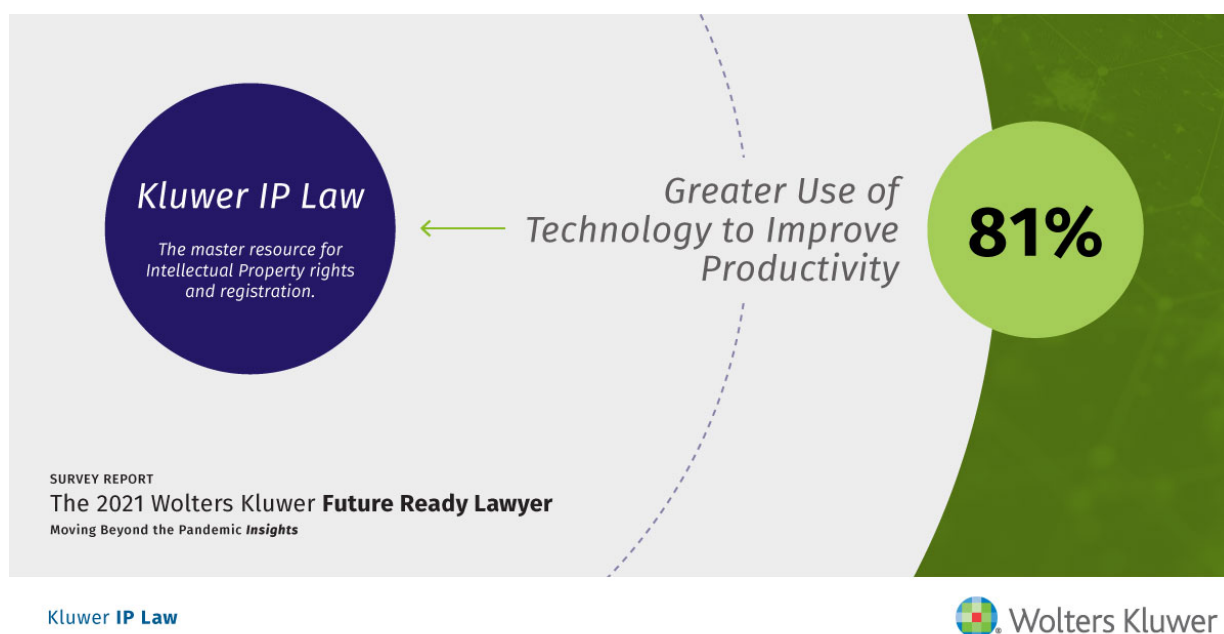 Kluwer IP Law
The master resource for
Intellectual Property rights
and registration.
Greater Use of
Technology to Improve
Productivity
81%
SURVEY REPORT
The 2021 Wolters Kluwer Future Ready Lawyer
Moving Beyond the Pandemic Insights
Kluwer IP Law
Wolters Kluwer